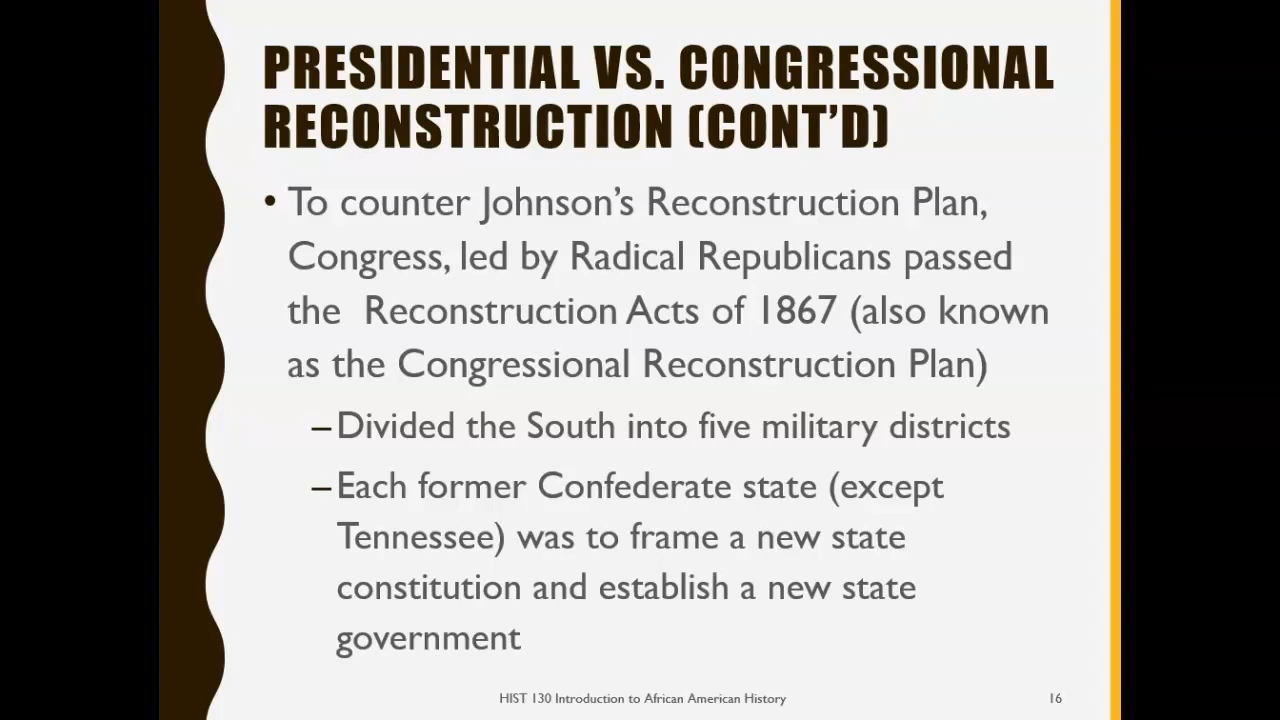 PRESIDENTIAL VS. CONGRESSIONAL
RECONSTRUCTION (CONT’D)
• To counter Johnson’s Reconstruction Plan,
Congress, led by Radical Republicans passed
the Reconstruction Acts of 1867 (also known
as the Congressional Reconstruction Plan)
–Divided the South into five military districts
–Each former Confederate state (except
Tennessee) was to frame a new state
constitution and establish a new state
government
HIST 130 Introduction to African American History
16